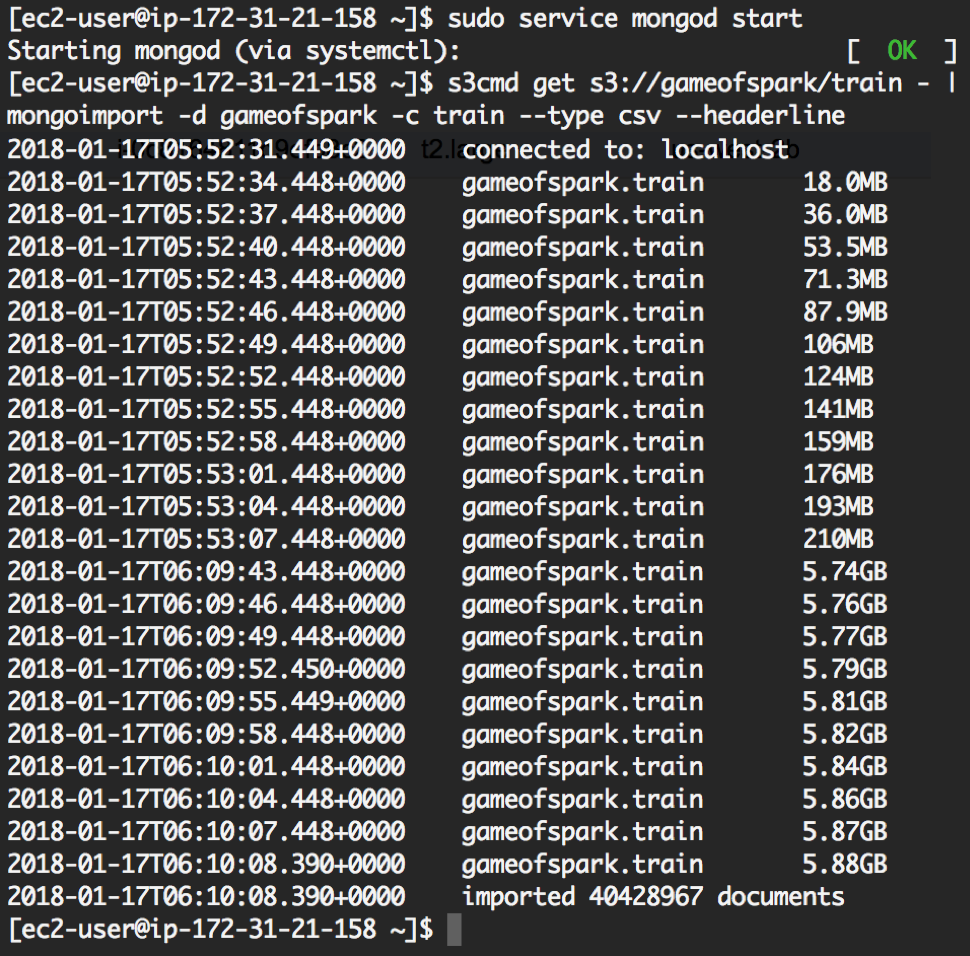 [ec2-user@ip-172-31-21-158 ~]$ sudo service mongod start
Starting mongod (via systemctl): [ OK ]
[ec2-user@ip-172-31-21-158 ~]$ s3cmd get s3://gameofspark/train - |
mongoimport -d gameofspark -c train --type csv --headerline
2018-01-17T05:52:31.449+0000 connected to: localhost
2018-01-17T05:52:34.448+0000 gameofspark.train 18.0MB
2018-01-17T05:52:37.448+0000 gameofspark.train 36.0MB
2018-01-17T05:52:40.448+0000 gameofspark.train 53.5MB
2018-01-17T05:52:43.448+0000 gameofspark.train 71.3MB
2018-01-17T05:52:46.448+0000 gameofspark.train 87.9MB
2018-01-17T05:52:49.448+0000 gameofspark.train 106MB
2018-01-17T05:52:52.448+0000 gameofspark.train 124MB
2018-01-17T05:52:55.448+0000 gameofspark.train 141MB
2018-01-17T05:52:58.448+0000 gameofspark.train 159MB
2018-01-17T05:53:01.448+0000 gameofspark.train 176MB
2018-01-17T05:53:04.448+0000 gameofspark.train 193MB
2018-01-17T05:53:07.448+0000 gameofspark.train 210MB
2018-01-17T06:09:43.448+0000 gameofspark.train 5.74GB
2018-01-17T06:09:46.448+0000 gameofspark.train 5.76GB
2018-01-17T06:09:49.448+0000 gameofspark.train 5.77GB
2018-01-17T06:09:52.450+0000 gameofspark.train 5.79GB
2018-01-17T06:09:55.449+0000 gameofspark.train 5.81GB
2018-01-17T06:09:58.448+0000 gameofspark.train 5.82GB
2018-01-17T06:10:01.448+0000 gameofspark.train 5.84GB
2018-01-17T06:10:04.448+0000 gameofspark.train 5.86GB
2018-01-17T06:10:07.448+0000 gameofspark.train 5.87GB
2018-01-17T06:10:08.390+0000 gameofspark.train 5.88GB
2018-01-17T06:10:08.390+0000 imported 40428967 documents
[ec2-user@ip-172-31-21-158 ~]$